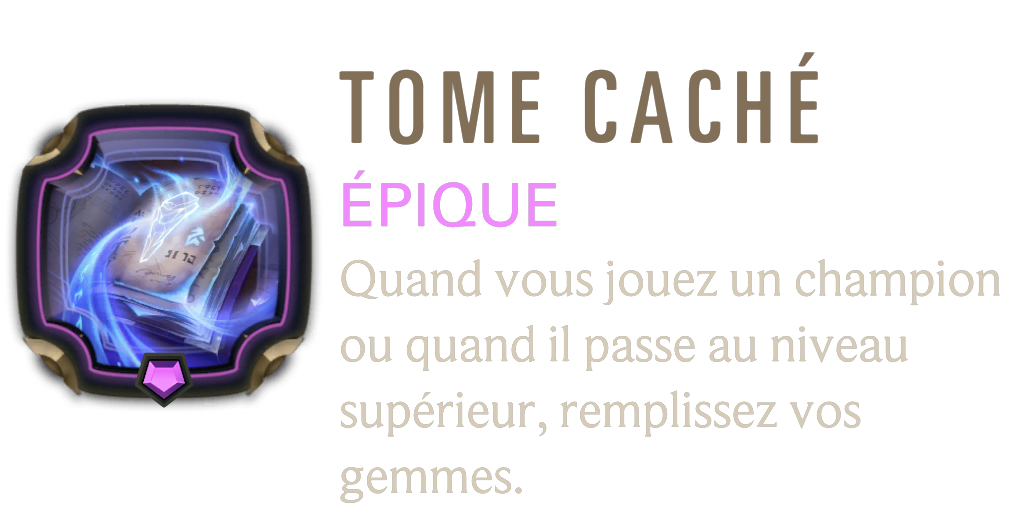 TOME CACHÉ
ÉPIQUE
Quand vous jouez un champion
ou quand il passe au niveau
supérieur, remplissez vos
gemmes.